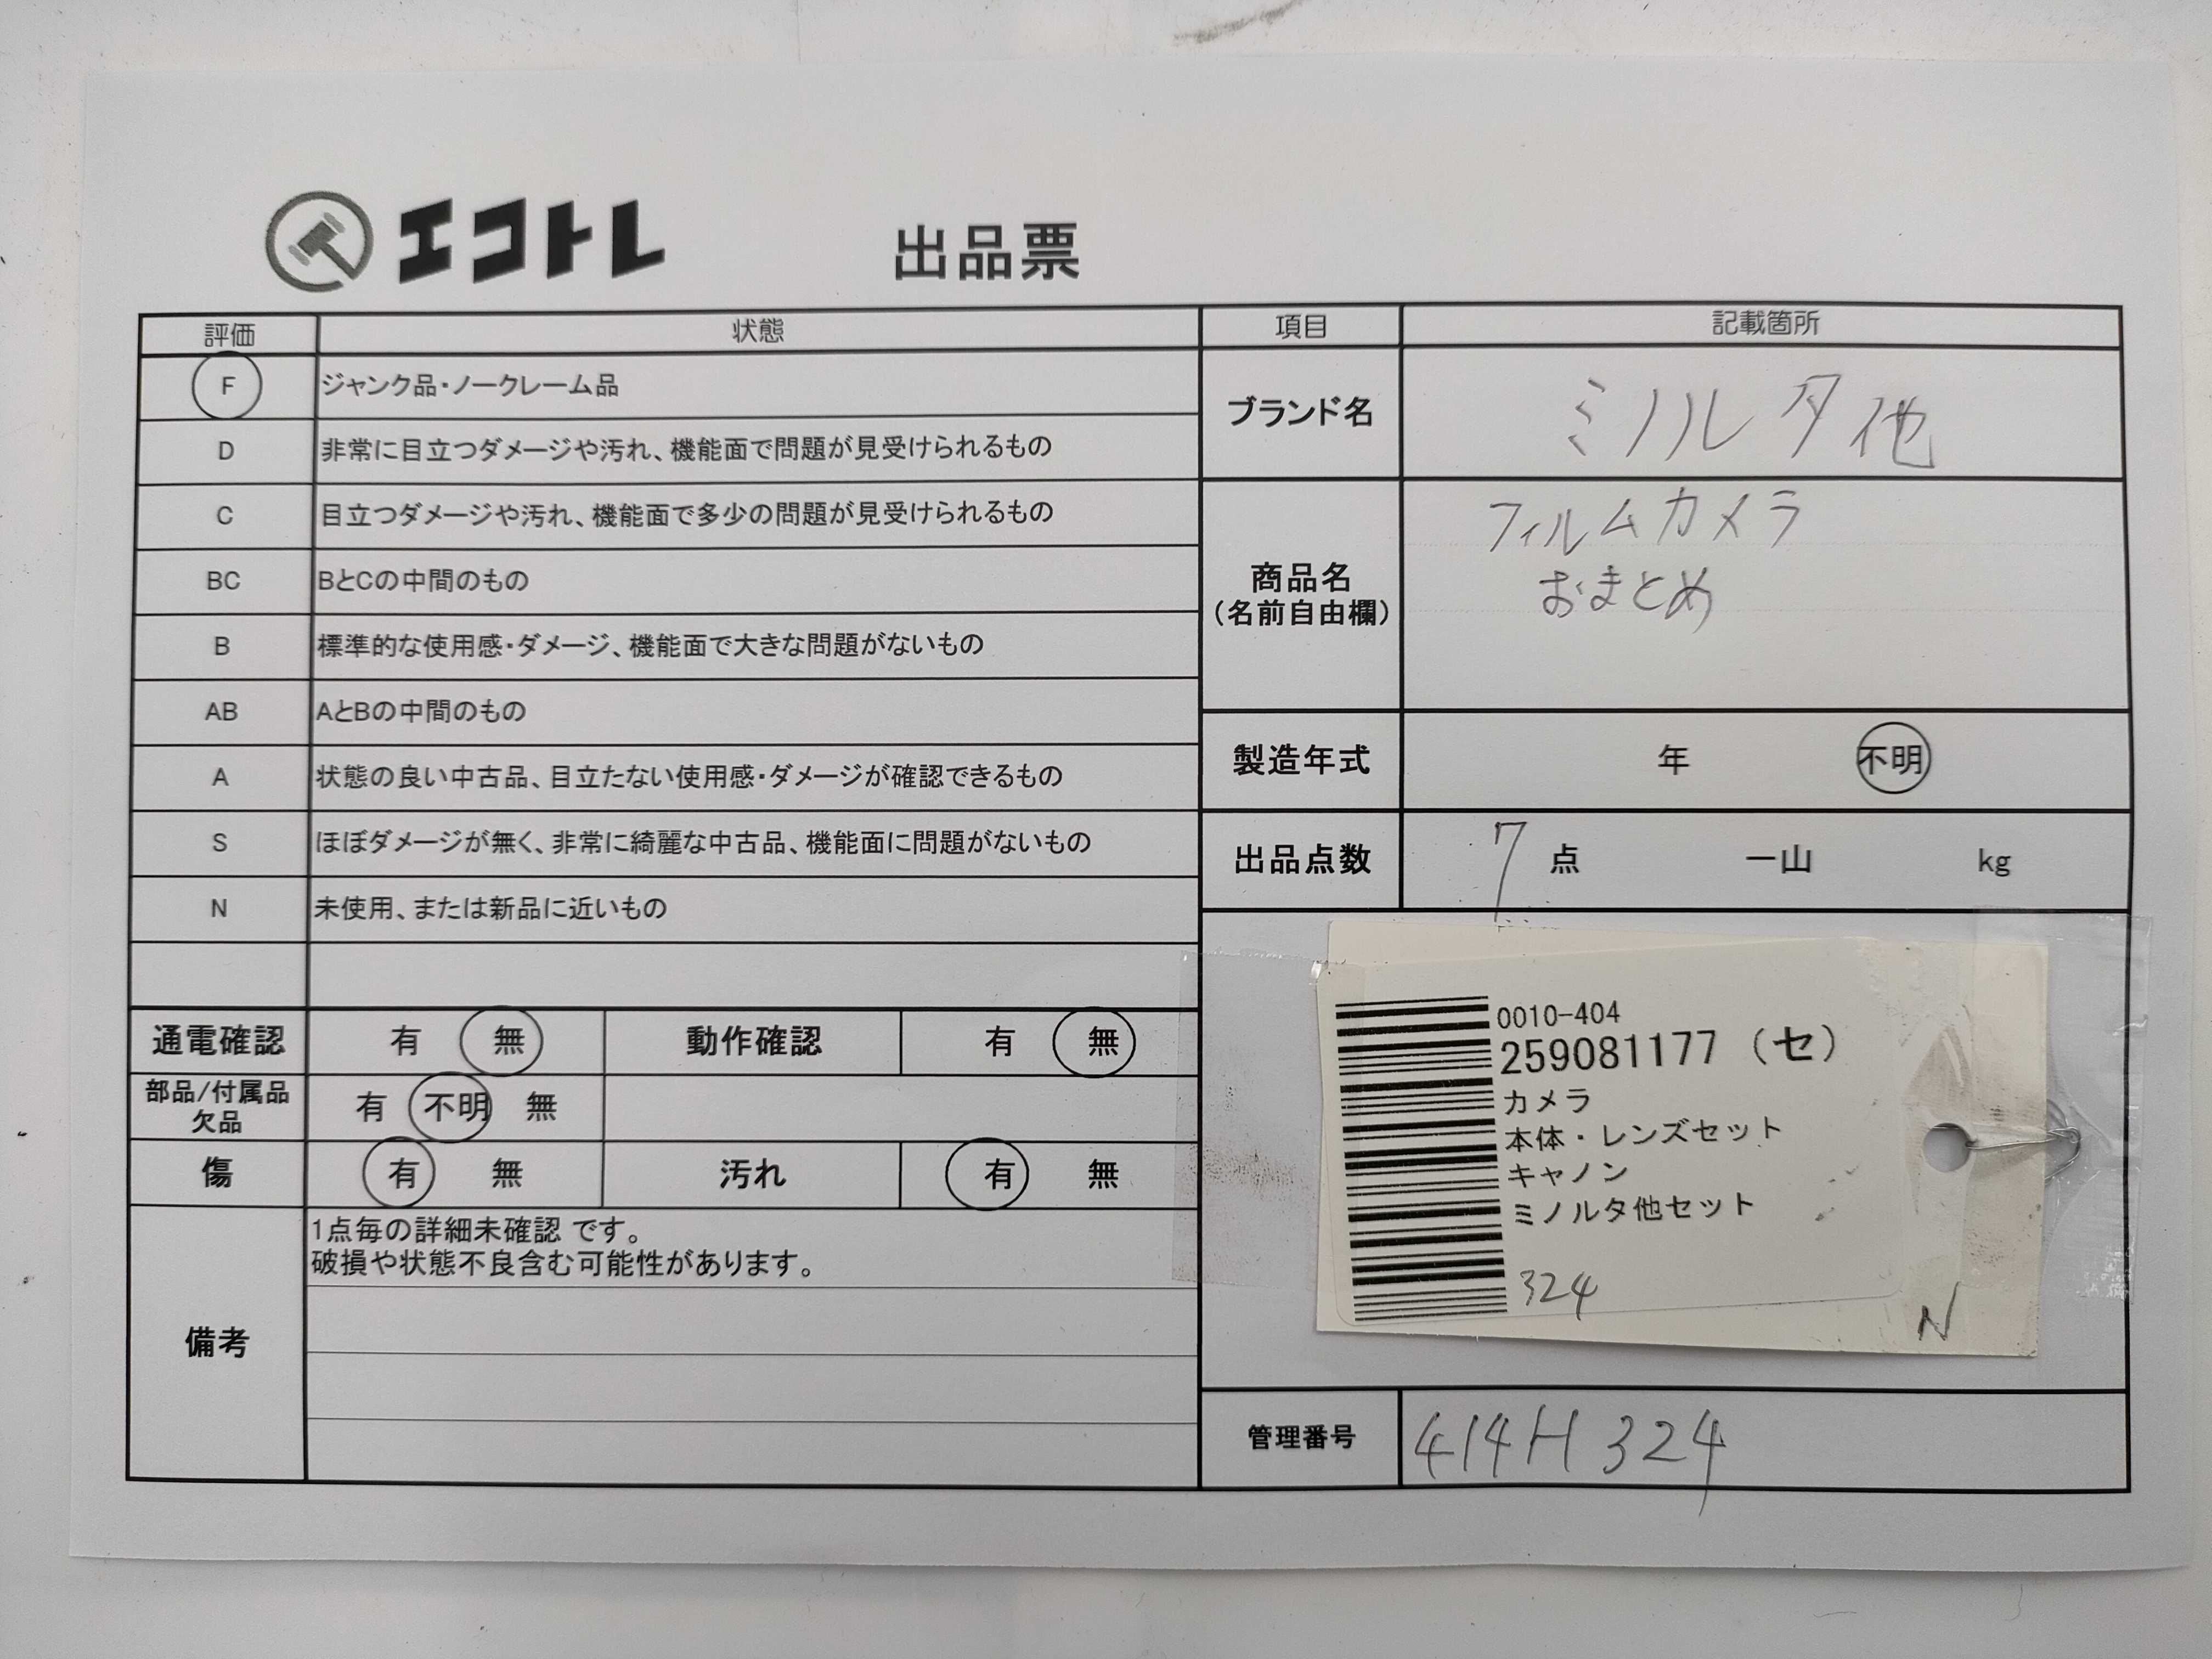 エコトレ
出品票
評価 状態
F ジャンク品・ノークレーム品
D 非常に目立つダメージや汚れ、機能面で問題が見受けられるもの
C 目立つダメージや汚れ、機能面で多少の問題が見受けられるもの
BC BとCの中間のもの
B 標準的な使用感・ダメージ、機能面で大きな問題がないもの
AB AとBの中間のもの
A 状態の良い中古品、目立たない使用感・ダメージが確認できるもの
S ほぼダメージが無く、非常に綺麗な中古品、機能面に問題がないもの
N 未使用、または新品に近いもの
通電確認 有 無 動作確認 有 無
部品/付属品
欠品
有 不明 無
傷 有 無 汚れ 有 無
備考
1点毎の詳細未確認 です。
破損や状態不良含む可能性があります。
項目 記載箇所
ブランド名 ミノルタ他
商品名
(名前自由欄)
フィルムカメラ
おまとめ
製造年式 年 不明
出品点数 7 点 一山 kg
0010-404
259081177 (セ)
カメラ
本体・レンズセット
キャノン
ミノルタ他セット
324
N
管理番号 414H324